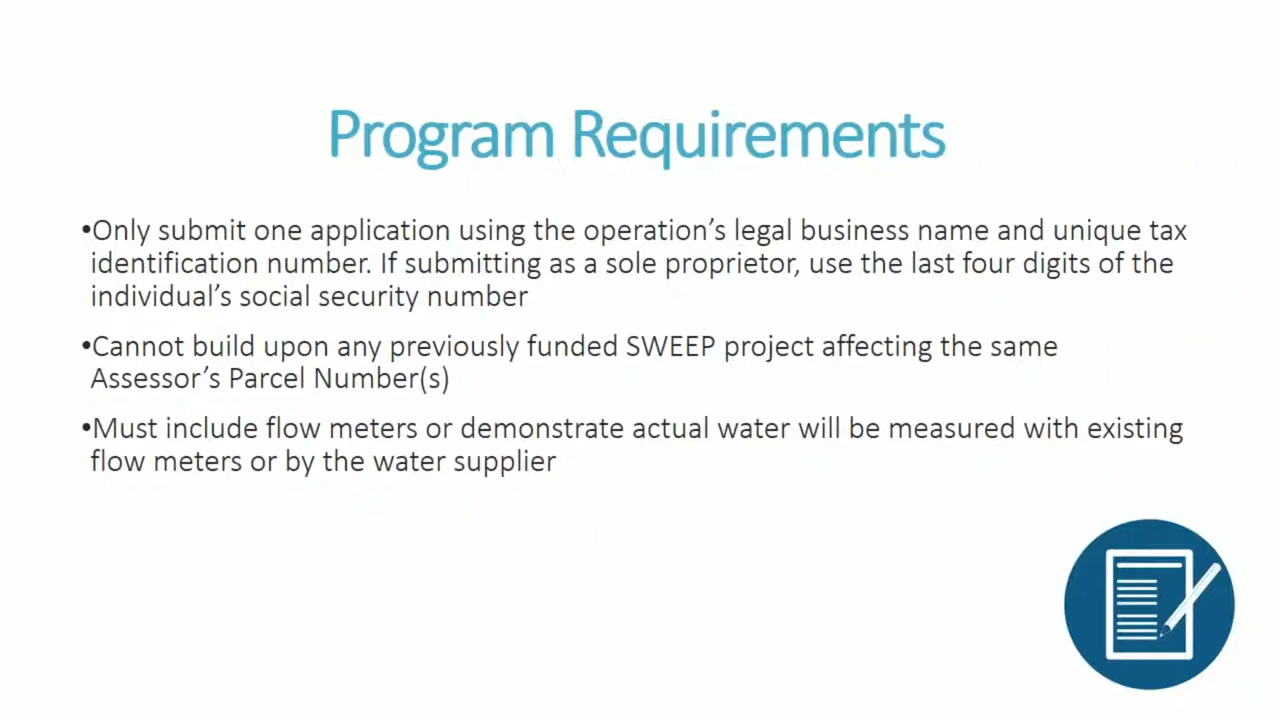 Program Requirements
•Only submit one application using the operation’s legal business name and unique tax
identification number. If submitting as a sole proprietor, use the last four digits of the
individual’s social security number
•Cannot build upon any previously funded SWEEP project affecting the same
Assessor’s Parcel Number(s)
•Must include flow meters or demonstrate actual water will be measured with existing
flow meters or by the water supplier